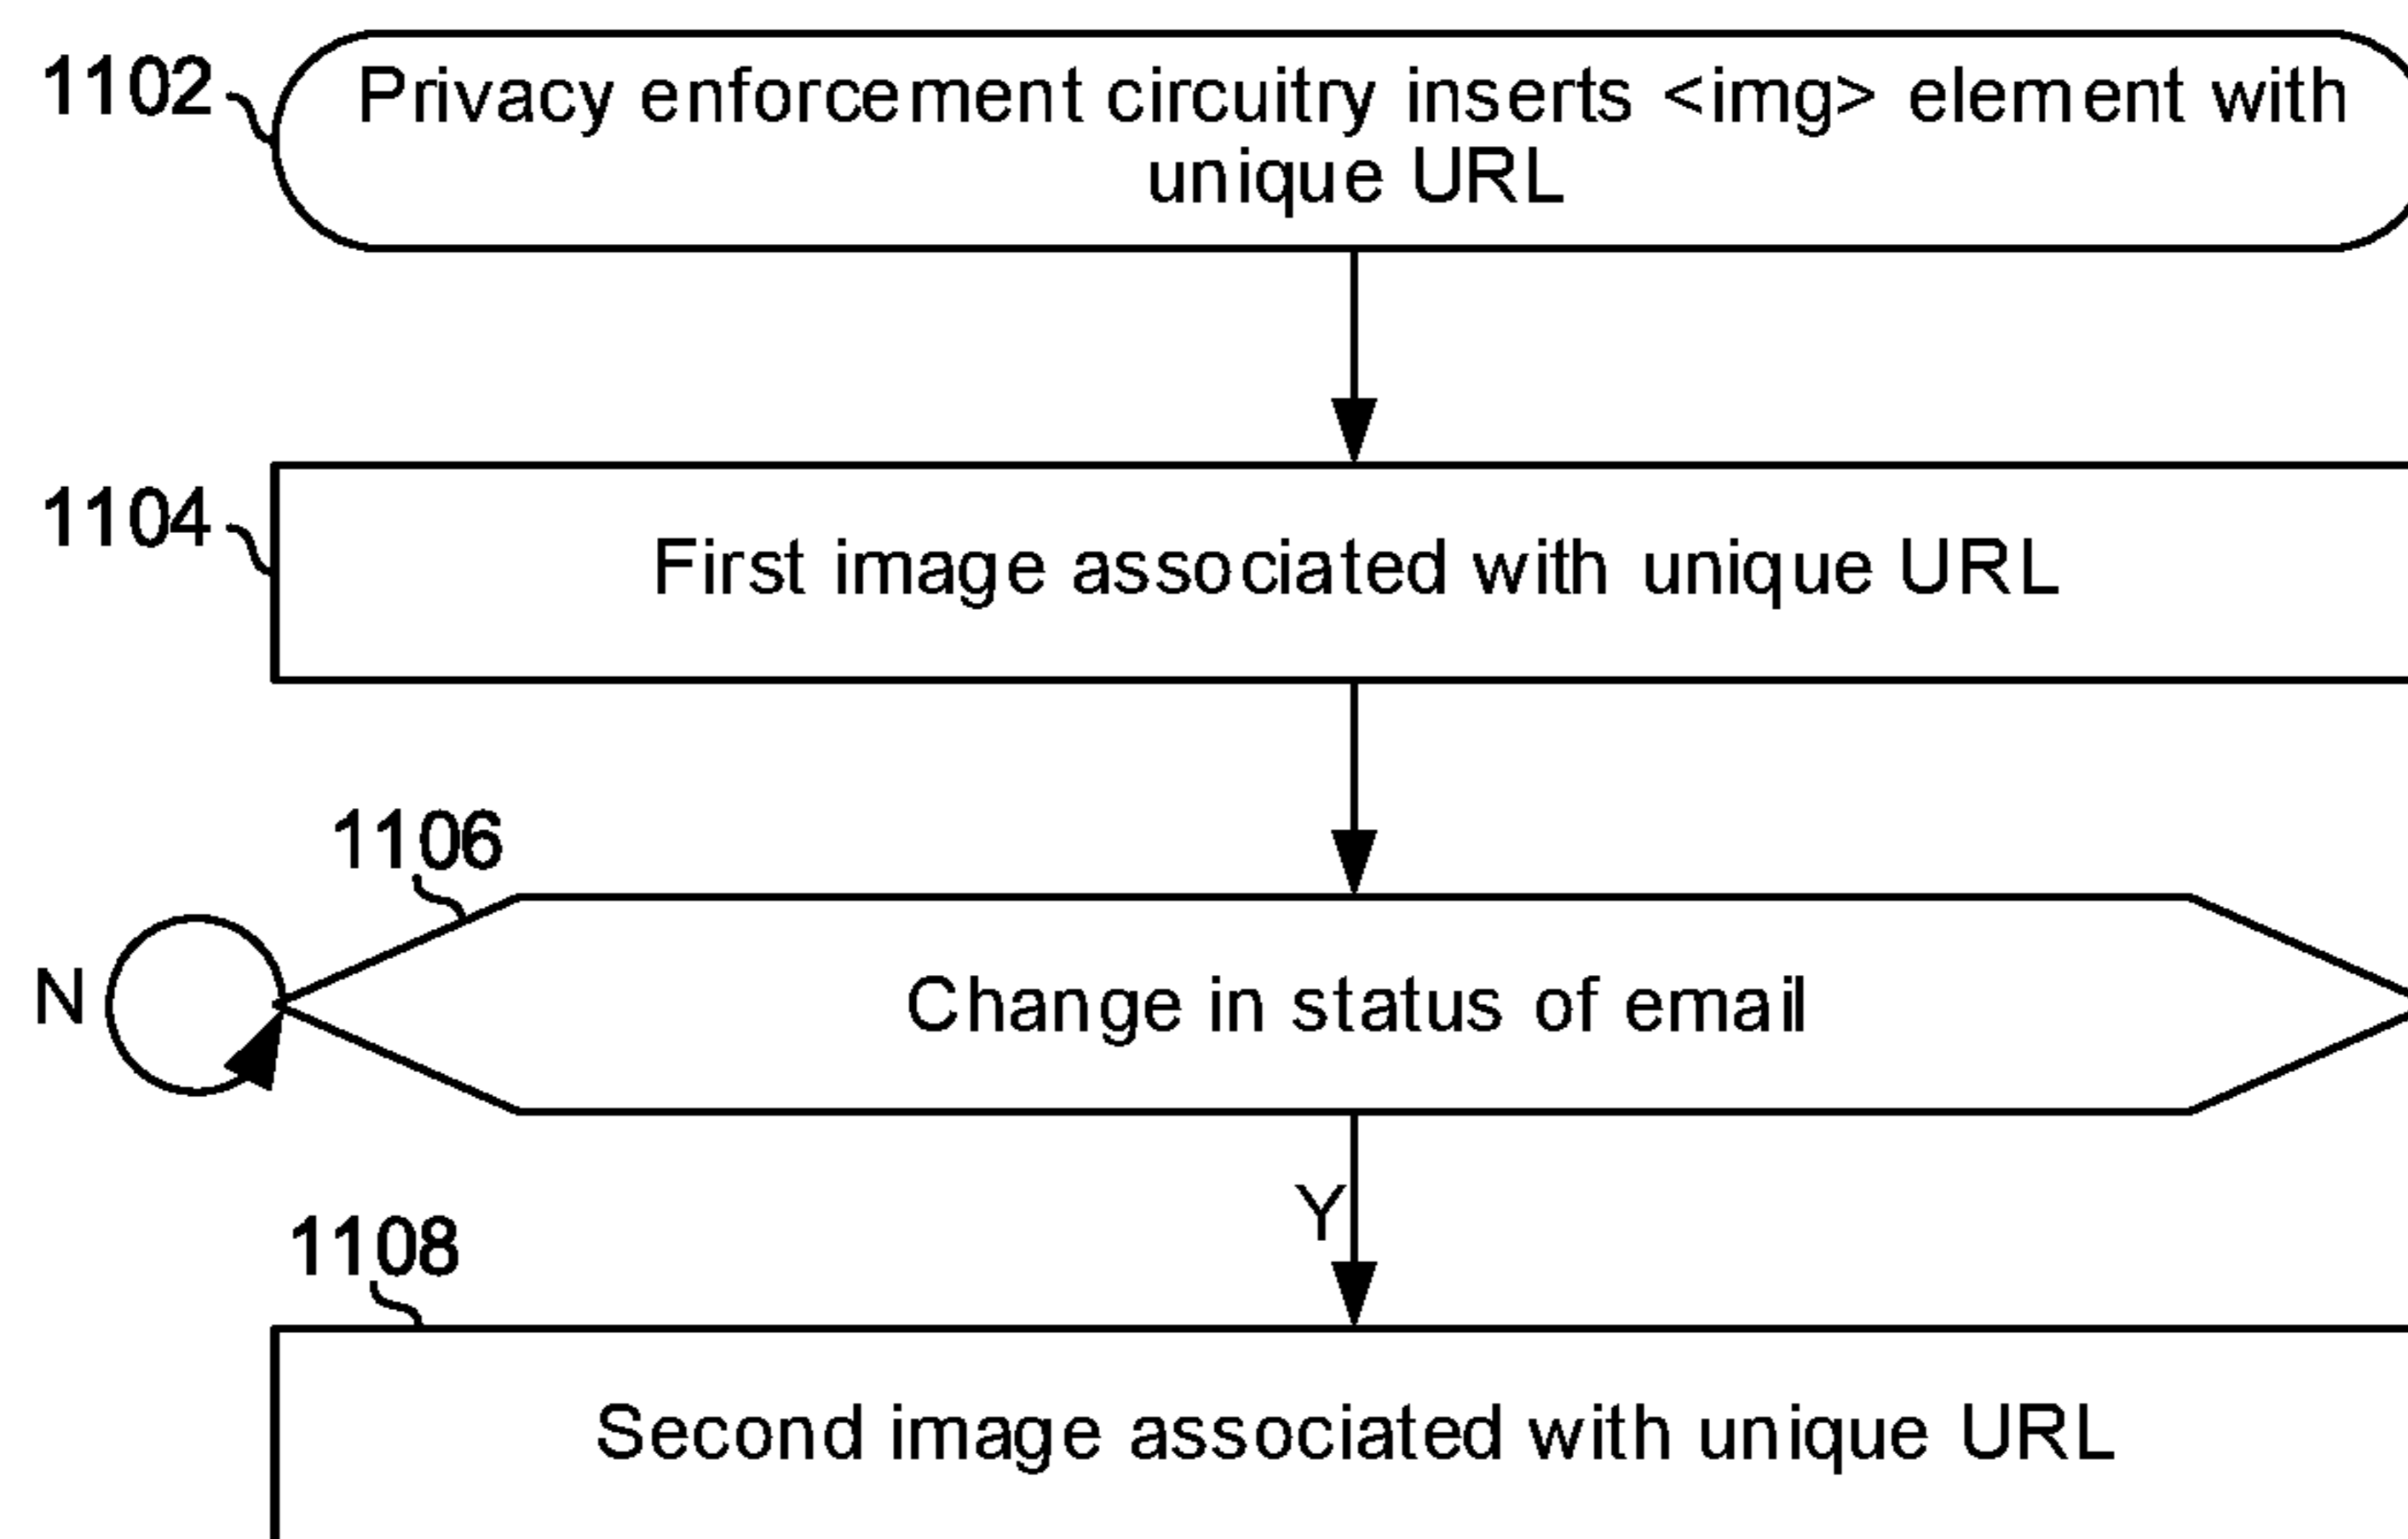 1102
Privacy enforcement circuitry inserts <img> element with
unique URL
1104
First image associated with unique URL
1106
N
Change in status of email
Y
1108
Second image associated with unique URL